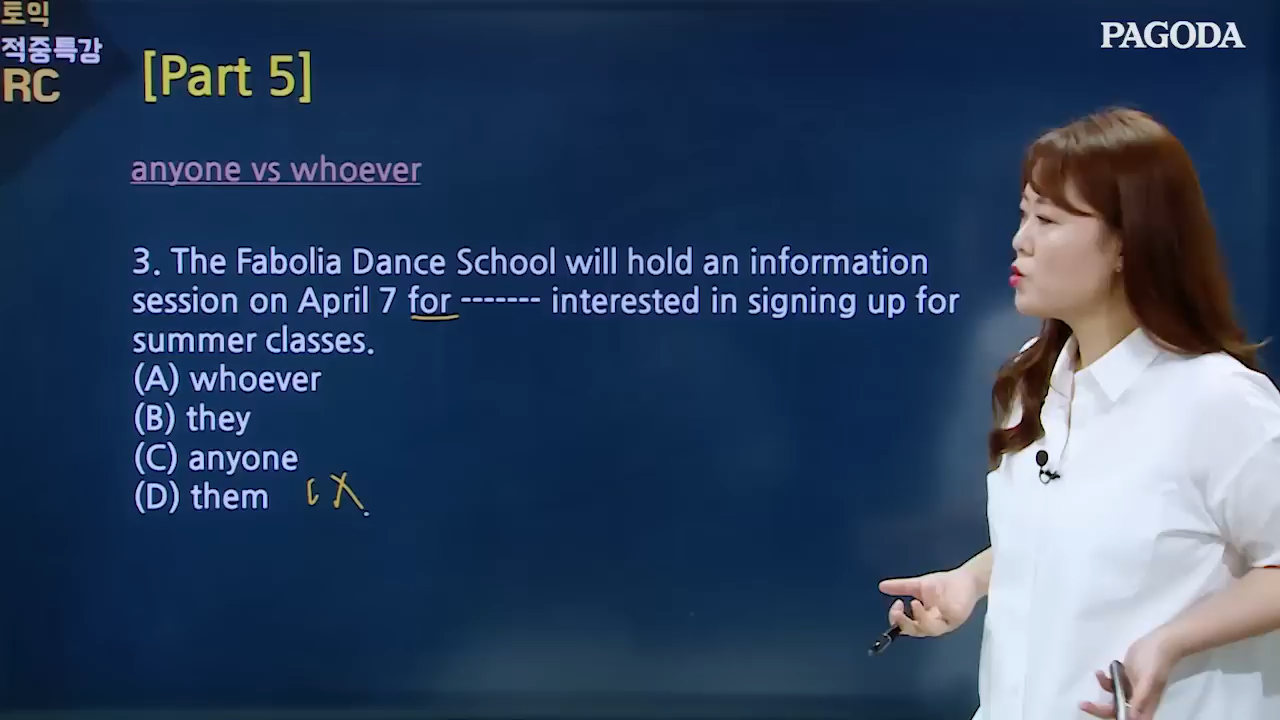 토익
적중특강
RC
PAGODA
[Part 5]
anyone vs whoever
3. The Fabolia Dance School will hold an information
session on April 7 for ------- interested in signing up for
summer classes.
(A) whoever
(B) they
(C) anyone
(D) them